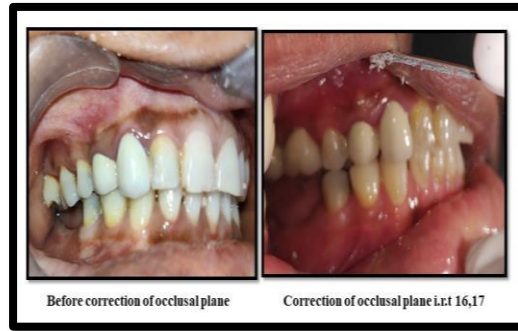 Before correction of occlusal plane
Correction of occlusal plane i.r.t 16,17